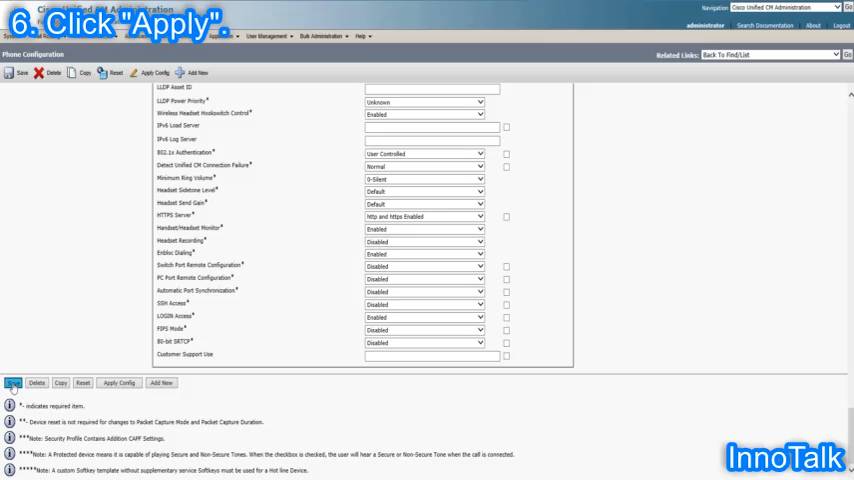 6. Click "Apply".
Cisco Unified CM Administration
Navigation Cisco Unified CM Administration Go
administrator Search Documentation About Logout
User Management Bulk Administration Help
Phone Configuration
Related Links: Back To Find/List Go
Save Delete Copy Reset Apply Config Add New
LLDP Asset ID
LLDP Power Priority* Unknown
Wireless Headset Hookswitch Control* Enabled
IPv6 Load Server
IPv6 Log Server
802.1x Authentication* User Controlled
Detect Unified CM Connection Failure* Normal
Minimum Ring Volume* 0-Silent
Headset Sidetone Level* Default
Headset Send Gain* Default
HTTPS Server* http and https Enabled
Handset/Headset Monitor* Enabled
Headset Recording* Disabled
Enbloc Dialing* Enabled
Switch Port Remote Configuration* Disabled
PC Port Remote Configuration* Disabled
Automatic Port Synchronization* Disabled
SSH Access* Disabled
LOGIN Access* Enabled
FIPS Mode* Disabled
80-bit SRTCP* Disabled
Customer Support Use
Save Delete Copy Reset Apply Config Add New
*- indicates required item.
**- Device reset is not required for changes to Packet Capture Mode and Packet Capture Duration.
***Note: Security Profile Contains Addition CAPF Settings.
****Note: A Protected device means it is capable of playing Secure and Non-Secure Tones. When the checkbox is checked, the user will hear a Secure or Non-Secure Tone when the call is connected.
*****Note: A custom Softkey template without supplementary service Softkeys must be used for a Hot line Device.
InnoTalk